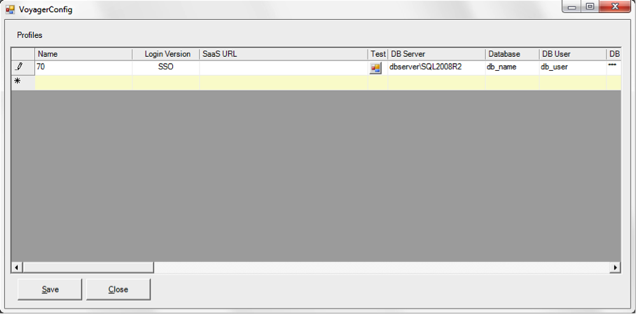 VoyagerConfig
Profiles
Name Login Version SaaS URL Test DB Server Database DB User DB
70 SSO dbserver\SQL2008R2 db_name db_user ***
Save Close